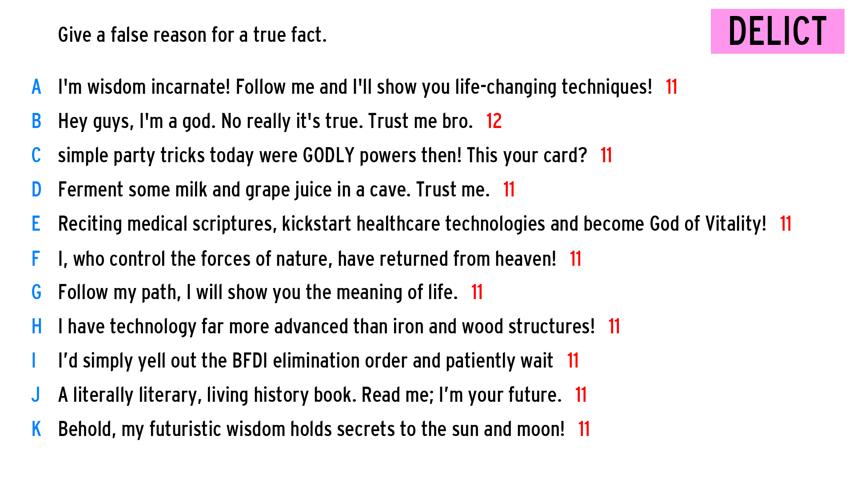 Give a false reason for a true fact.
DELICT
A I'm wisdom incarnate! Follow me and I'll show you life-changing techniques! 11
B Hey guys, I'm a god. No really it's true. Trust me bro. 12
C simple party tricks today were GODLY powers then! This your card? 11
D Ferment some milk and grape juice in a cave. Trust me. 11
E Reciting medical scriptures, kickstart healthcare technologies and become God of Vitality! 11
F I, who control the forces of nature, have returned from heaven! 11
G Follow my path, I will show you the meaning of life. 11
H I have technology far more advanced than iron and wood structures! 11
I I’d simply yell out the BFDI elimination order and patiently wait 11
J A literally literary, living history book. Read me; I’m your future. 11
K Behold, my futuristic wisdom holds secrets to the sun and moon! 11